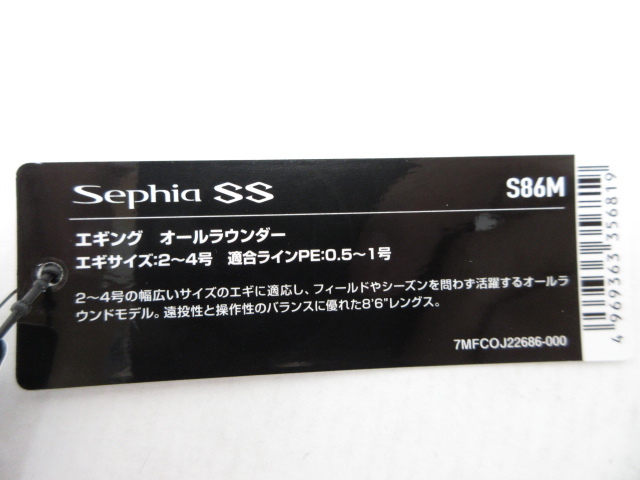 Sephia SS
S86M
エギング オールラウンダー
エギサイズ:2〜4号 適合ラインPE:0.5〜1号
2〜4号の幅広いサイズのエギに適応し、フィールドやシーズンを問わず活躍するオールラ
ウンドモデル。遠投性と操作性のバランスに優れた8'6"レングス。
7MFCOJ22686-000
4 969363 356819